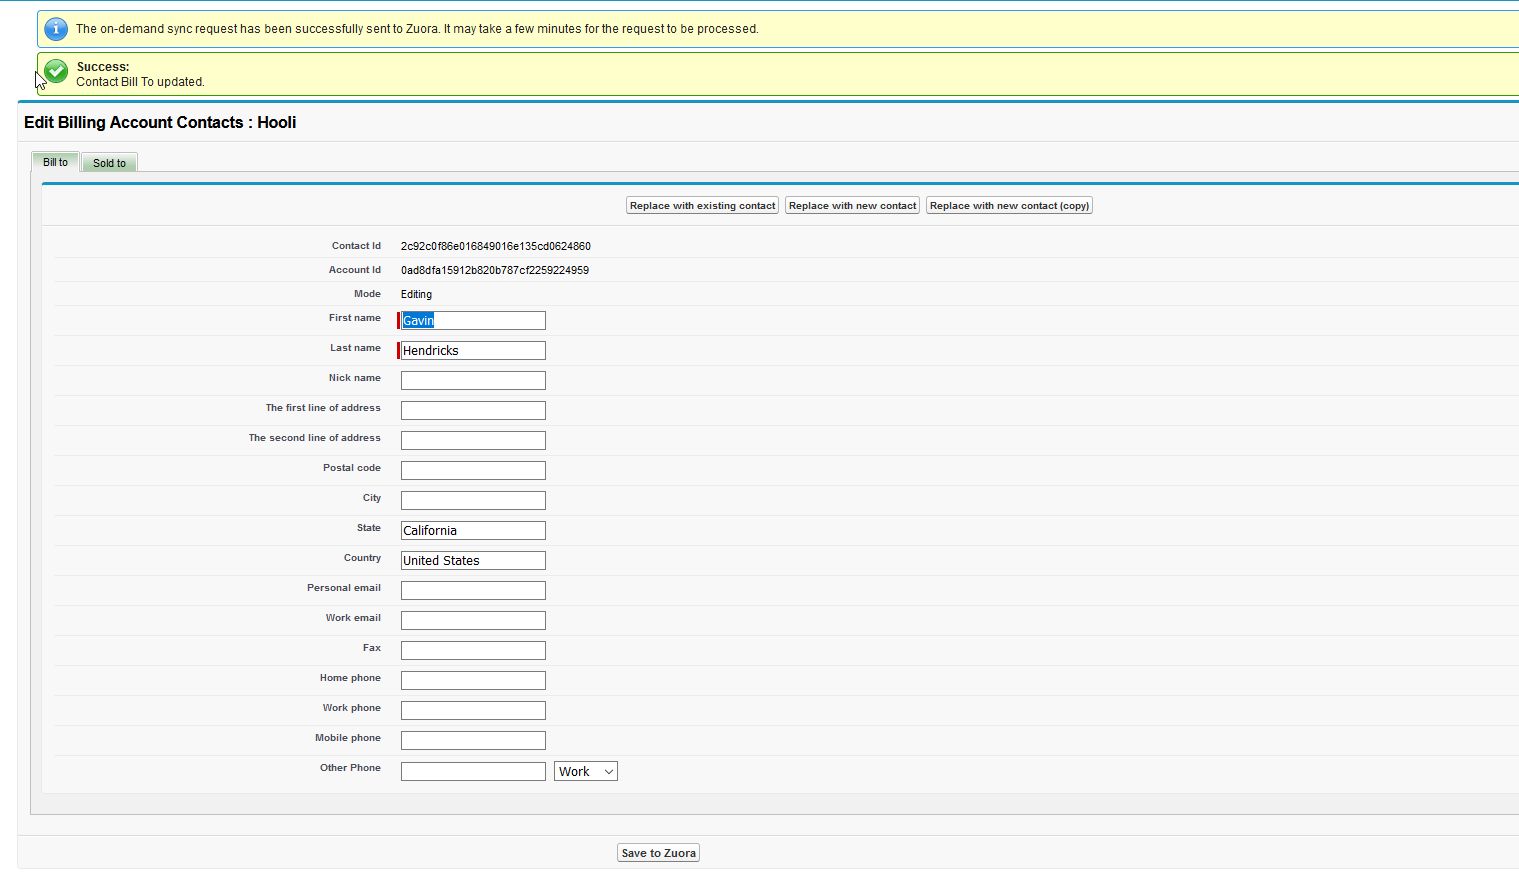 The on-demand sync request has been successfully sent to Zuora. It may take a few minutes for the request to be processed.
Success:
Contact Bill To updated.
Edit Billing Account Contacts : Hooli
Bill to Sold to
Replace with existing contact Replace with new contact Replace with new contact (copy)
Contact Id 2c92c0f86e016849016e135cd0624860
Account Id 0ad8dfa15912b820b787cf2259224959
Mode Editing
First name Gavin
Last name Hendricks
Nick name
The first line of address
The second line of address
Postal code
City
State California
Country United States
Personal email
Work email
Fax
Home phone
Work phone
Mobile phone
Other Phone Work
Save to Zuora